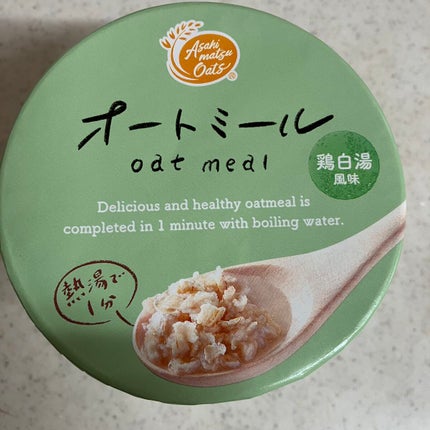 Asahi
matsu
Oats®
オートミール
oat meal
鶏白湯
風味
Delicious and healthy oatmeal is
completed in 1 minute with boiling water.
熱湯で
1分